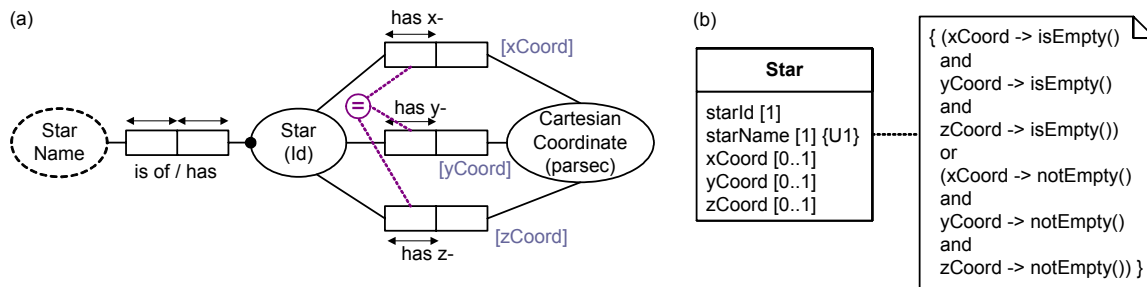 (a)
has x-
[xCoord]
=
has y-
Star
Name
is of / has
Star
(Id)
Cartesian
Coordinate
(parsec)
[yCoord]
[zCoord]
has z-
(b)
Star
starId [1]
starName [1] {U1}
xCoord [0..1]
yCoord [0..1]
zCoord [0..1]
{ (xCoord -> isEmpty()
and
yCoord -> isEmpty()
and
zCoord -> isEmpty())
or
(xCoord -> notEmpty()
and
yCoord -> notEmpty()
and
zCoord -> notEmpty()) }